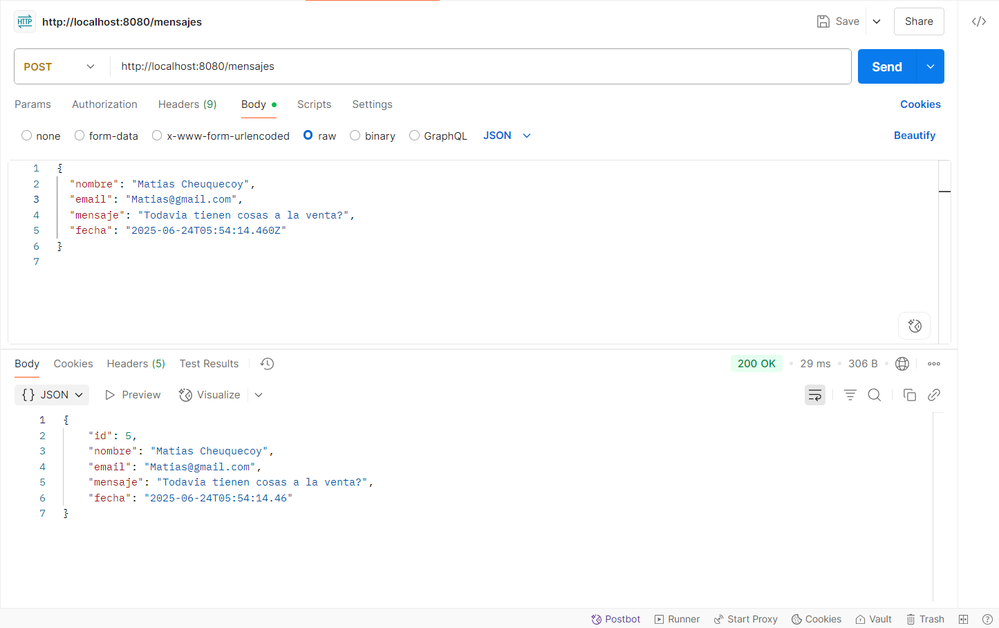 HTTP http://localhost:8080/mensajes Save Share
POST http://localhost:8080/mensajes Send
Params Authorization Headers (9) Body Scripts Settings Cookies
none form-data x-www-form-urlencoded raw binary GraphQL JSON Beautify
1 {
2 "nombre": "Matias Cheuquecoy",
3 "email": "Matias@gmail.com",
4 "mensaje": "Todavia tienen cosas a la venta?",
5 "fecha": "2025-06-24T05:54:14.460Z"
6 }
7
Body Cookies Headers (5) Test Results 200 OK 29 ms 306 B
{} JSON Preview Visualize
1 {
2 "id": 5,
3 "nombre": "Matias Cheuquecoy",
4 "email": "Matias@gmail.com",
5 "mensaje": "Todavia tienen cosas a la venta?",
6 "fecha": "2025-06-24T05:54:14.46"
7 }
Postbot Runner Start Proxy Cookies Vault Trash